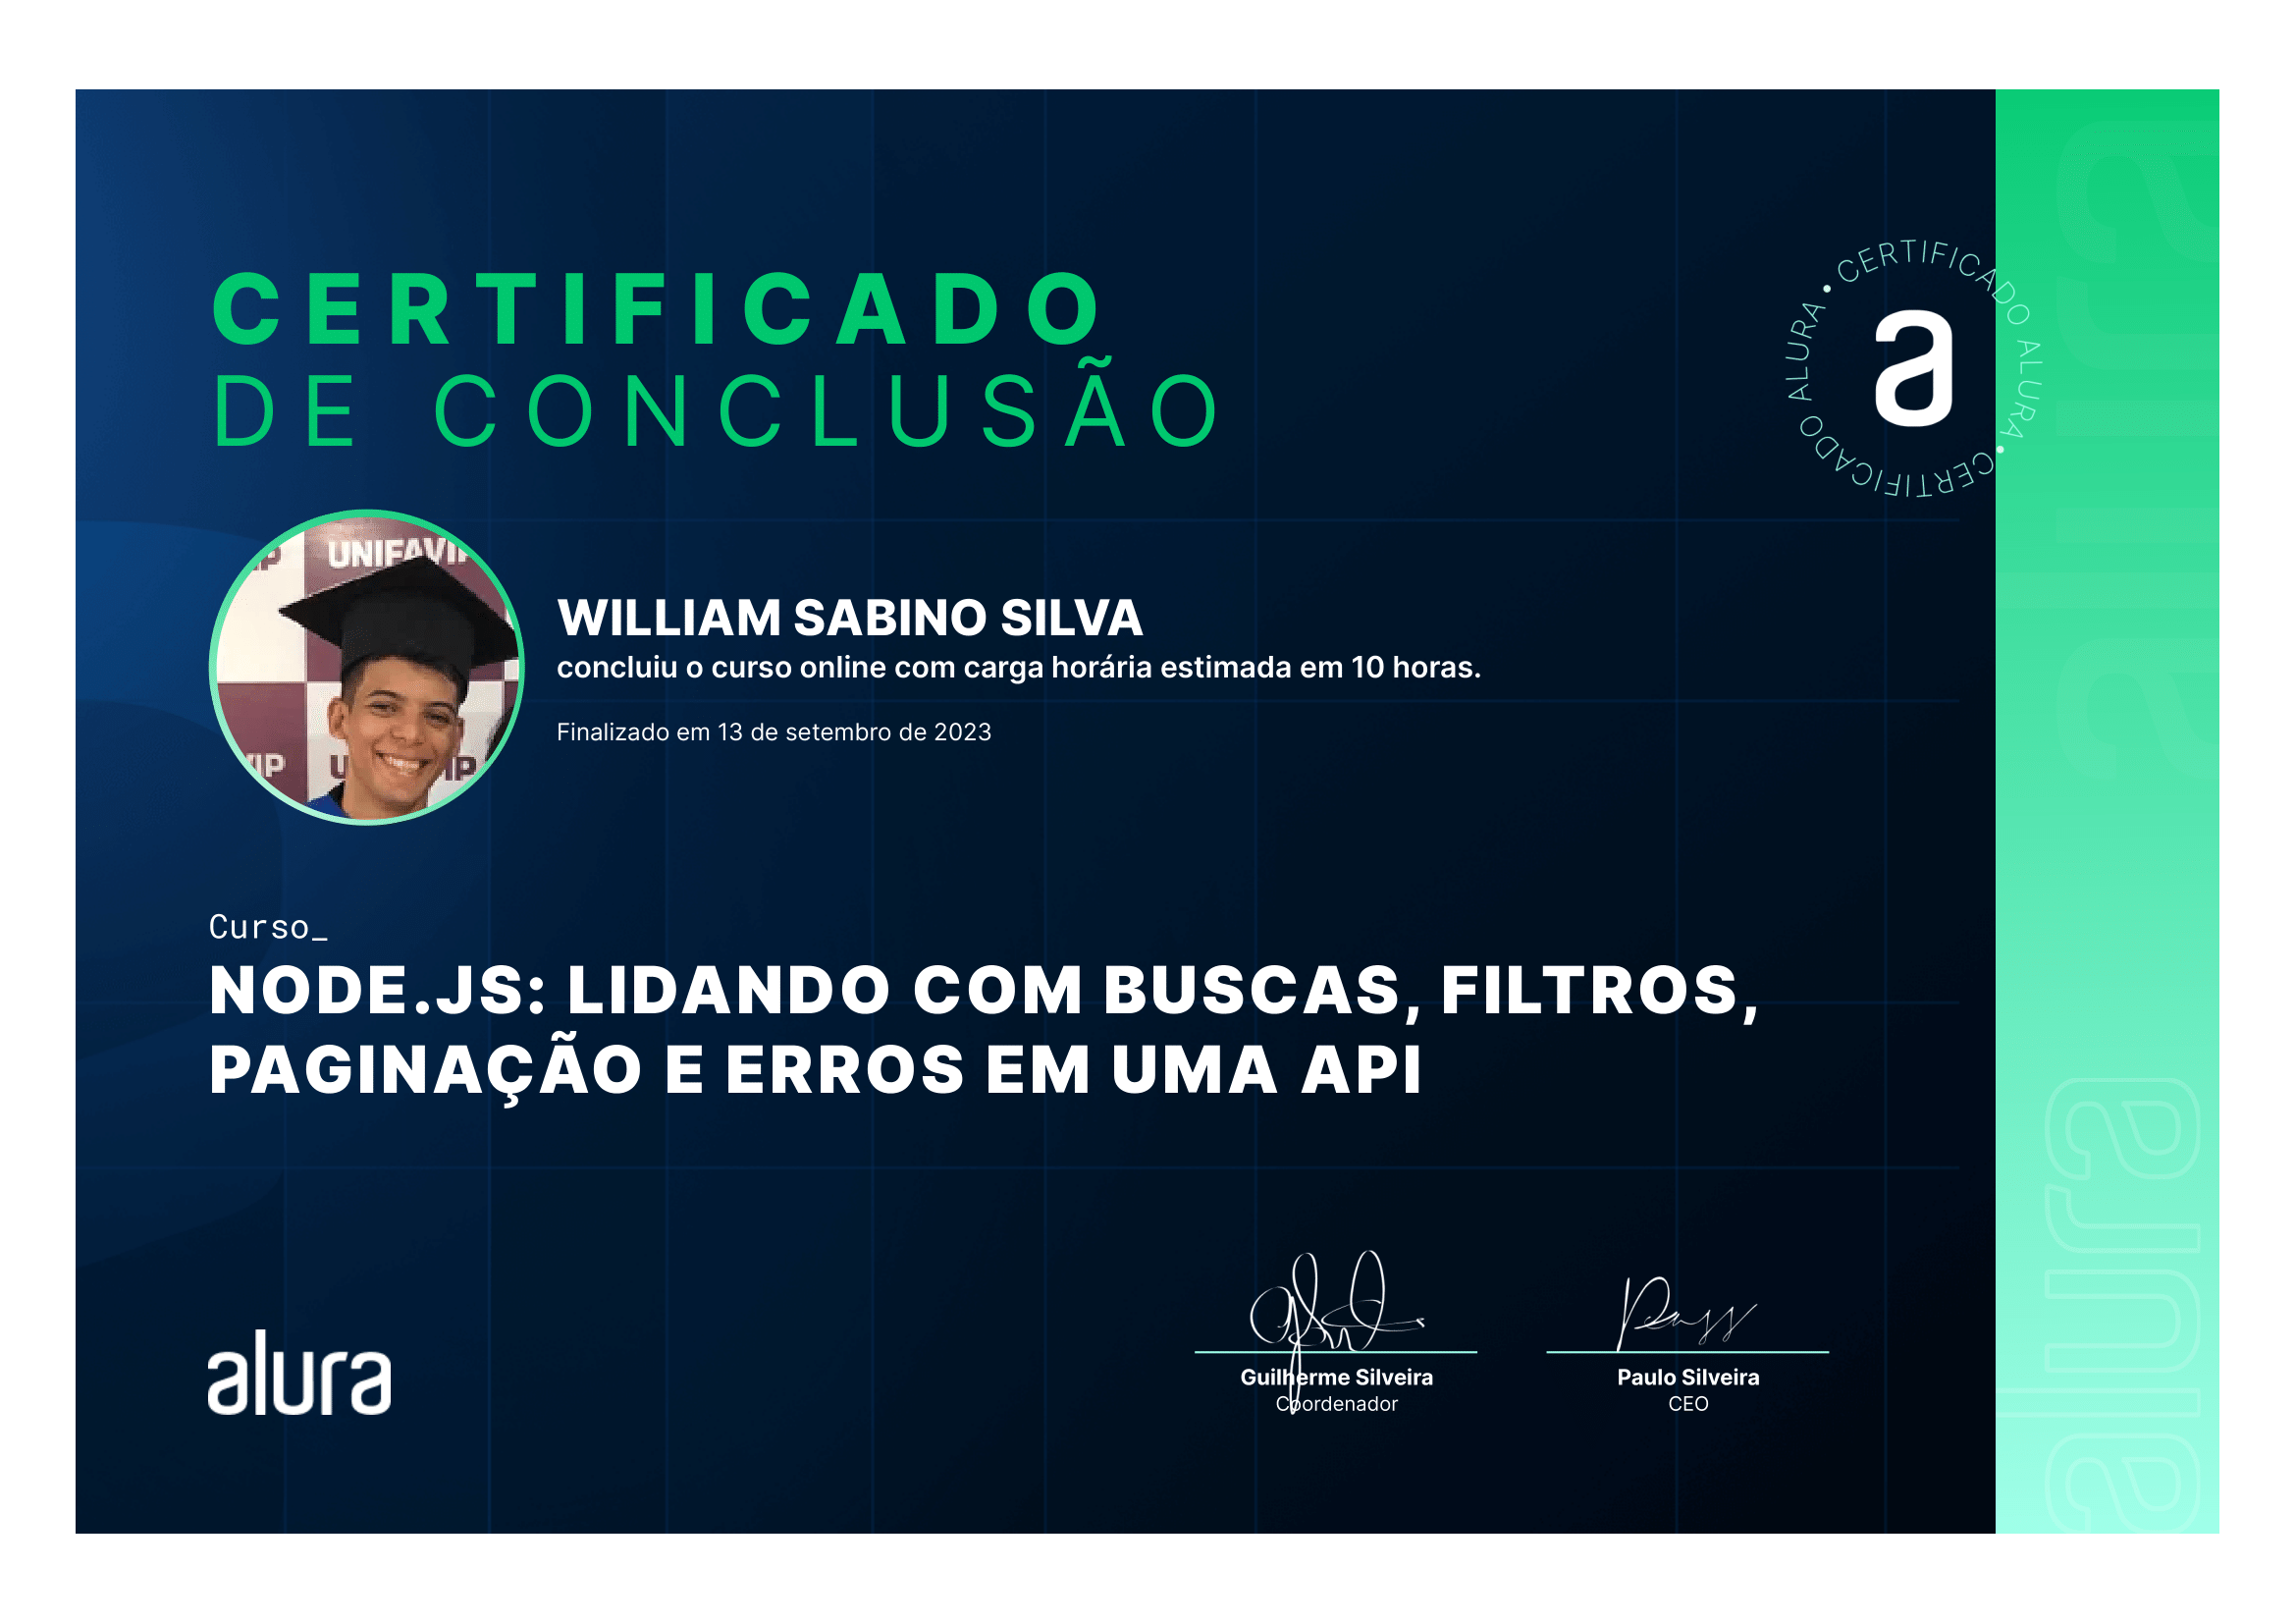 CERTIFICADO
DE CONCLUSÃO
CERTIFICADO ALURA • CERTIFICADO ALURA •
a
UNIFAVIP
WILLIAM SABINO SILVA
concluiu o curso online com carga horária estimada em 10 horas.
Finalizado em 13 de setembro de 2023
Curso_
NODE.JS: LIDANDO COM BUSCAS, FILTROS,
PAGINAÇÃO E ERROS EM UMA API
alura
Guilherme Silveira
Coordenador
Paulo Silveira
CEO
alura
alura